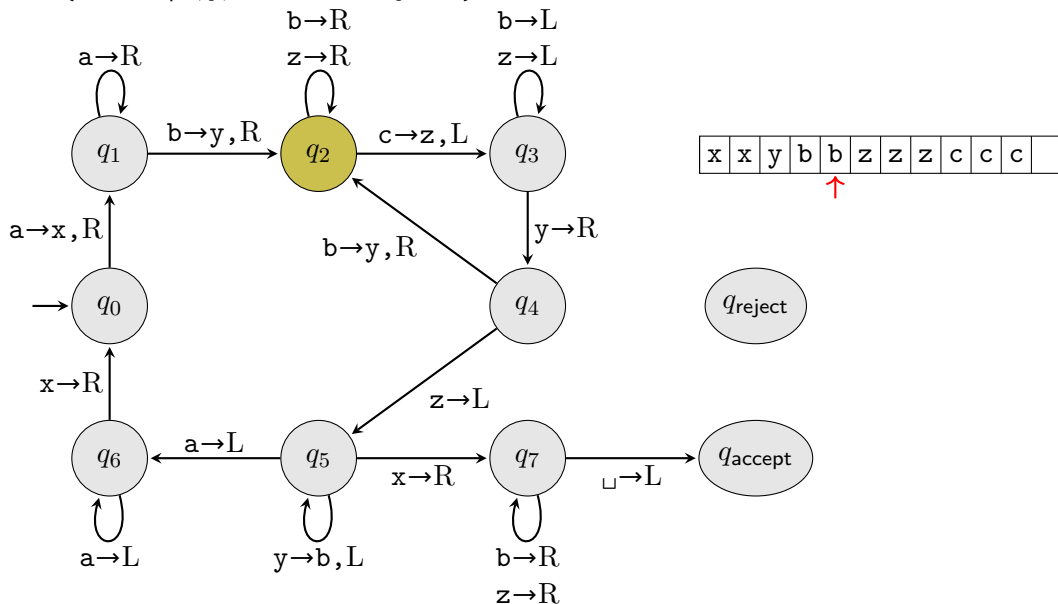 b→R
b→L
a→R
z→R
z→L
b→y,R
c→z,L
q1
q2
q3
x x y b b z z z c c c
↑
a→x,R
b→y,R
y→R
q0
q4
qreject
x→R
z→L
a→L
q6
q5
x→R
q7
␣→L
qaccept
a→L
y→b,L
b→R
z→R